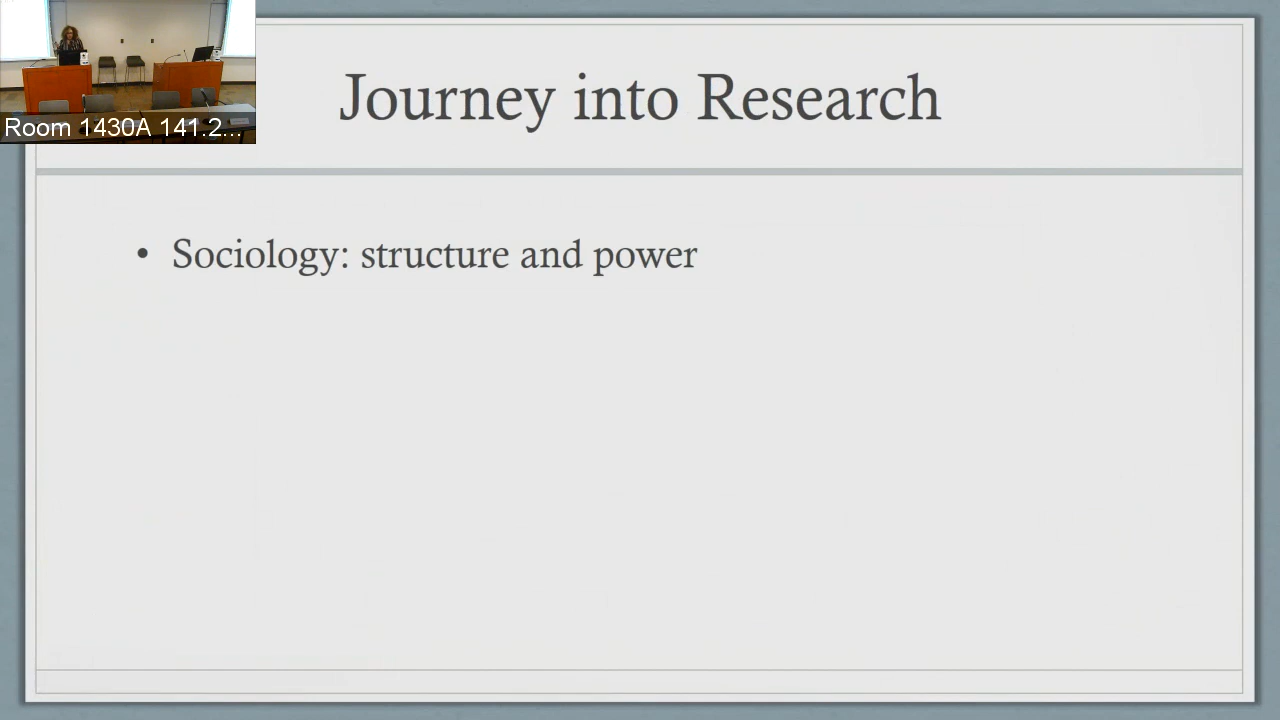 Journey into Research
Room 1430A 141.2...
• Sociology: structure and power